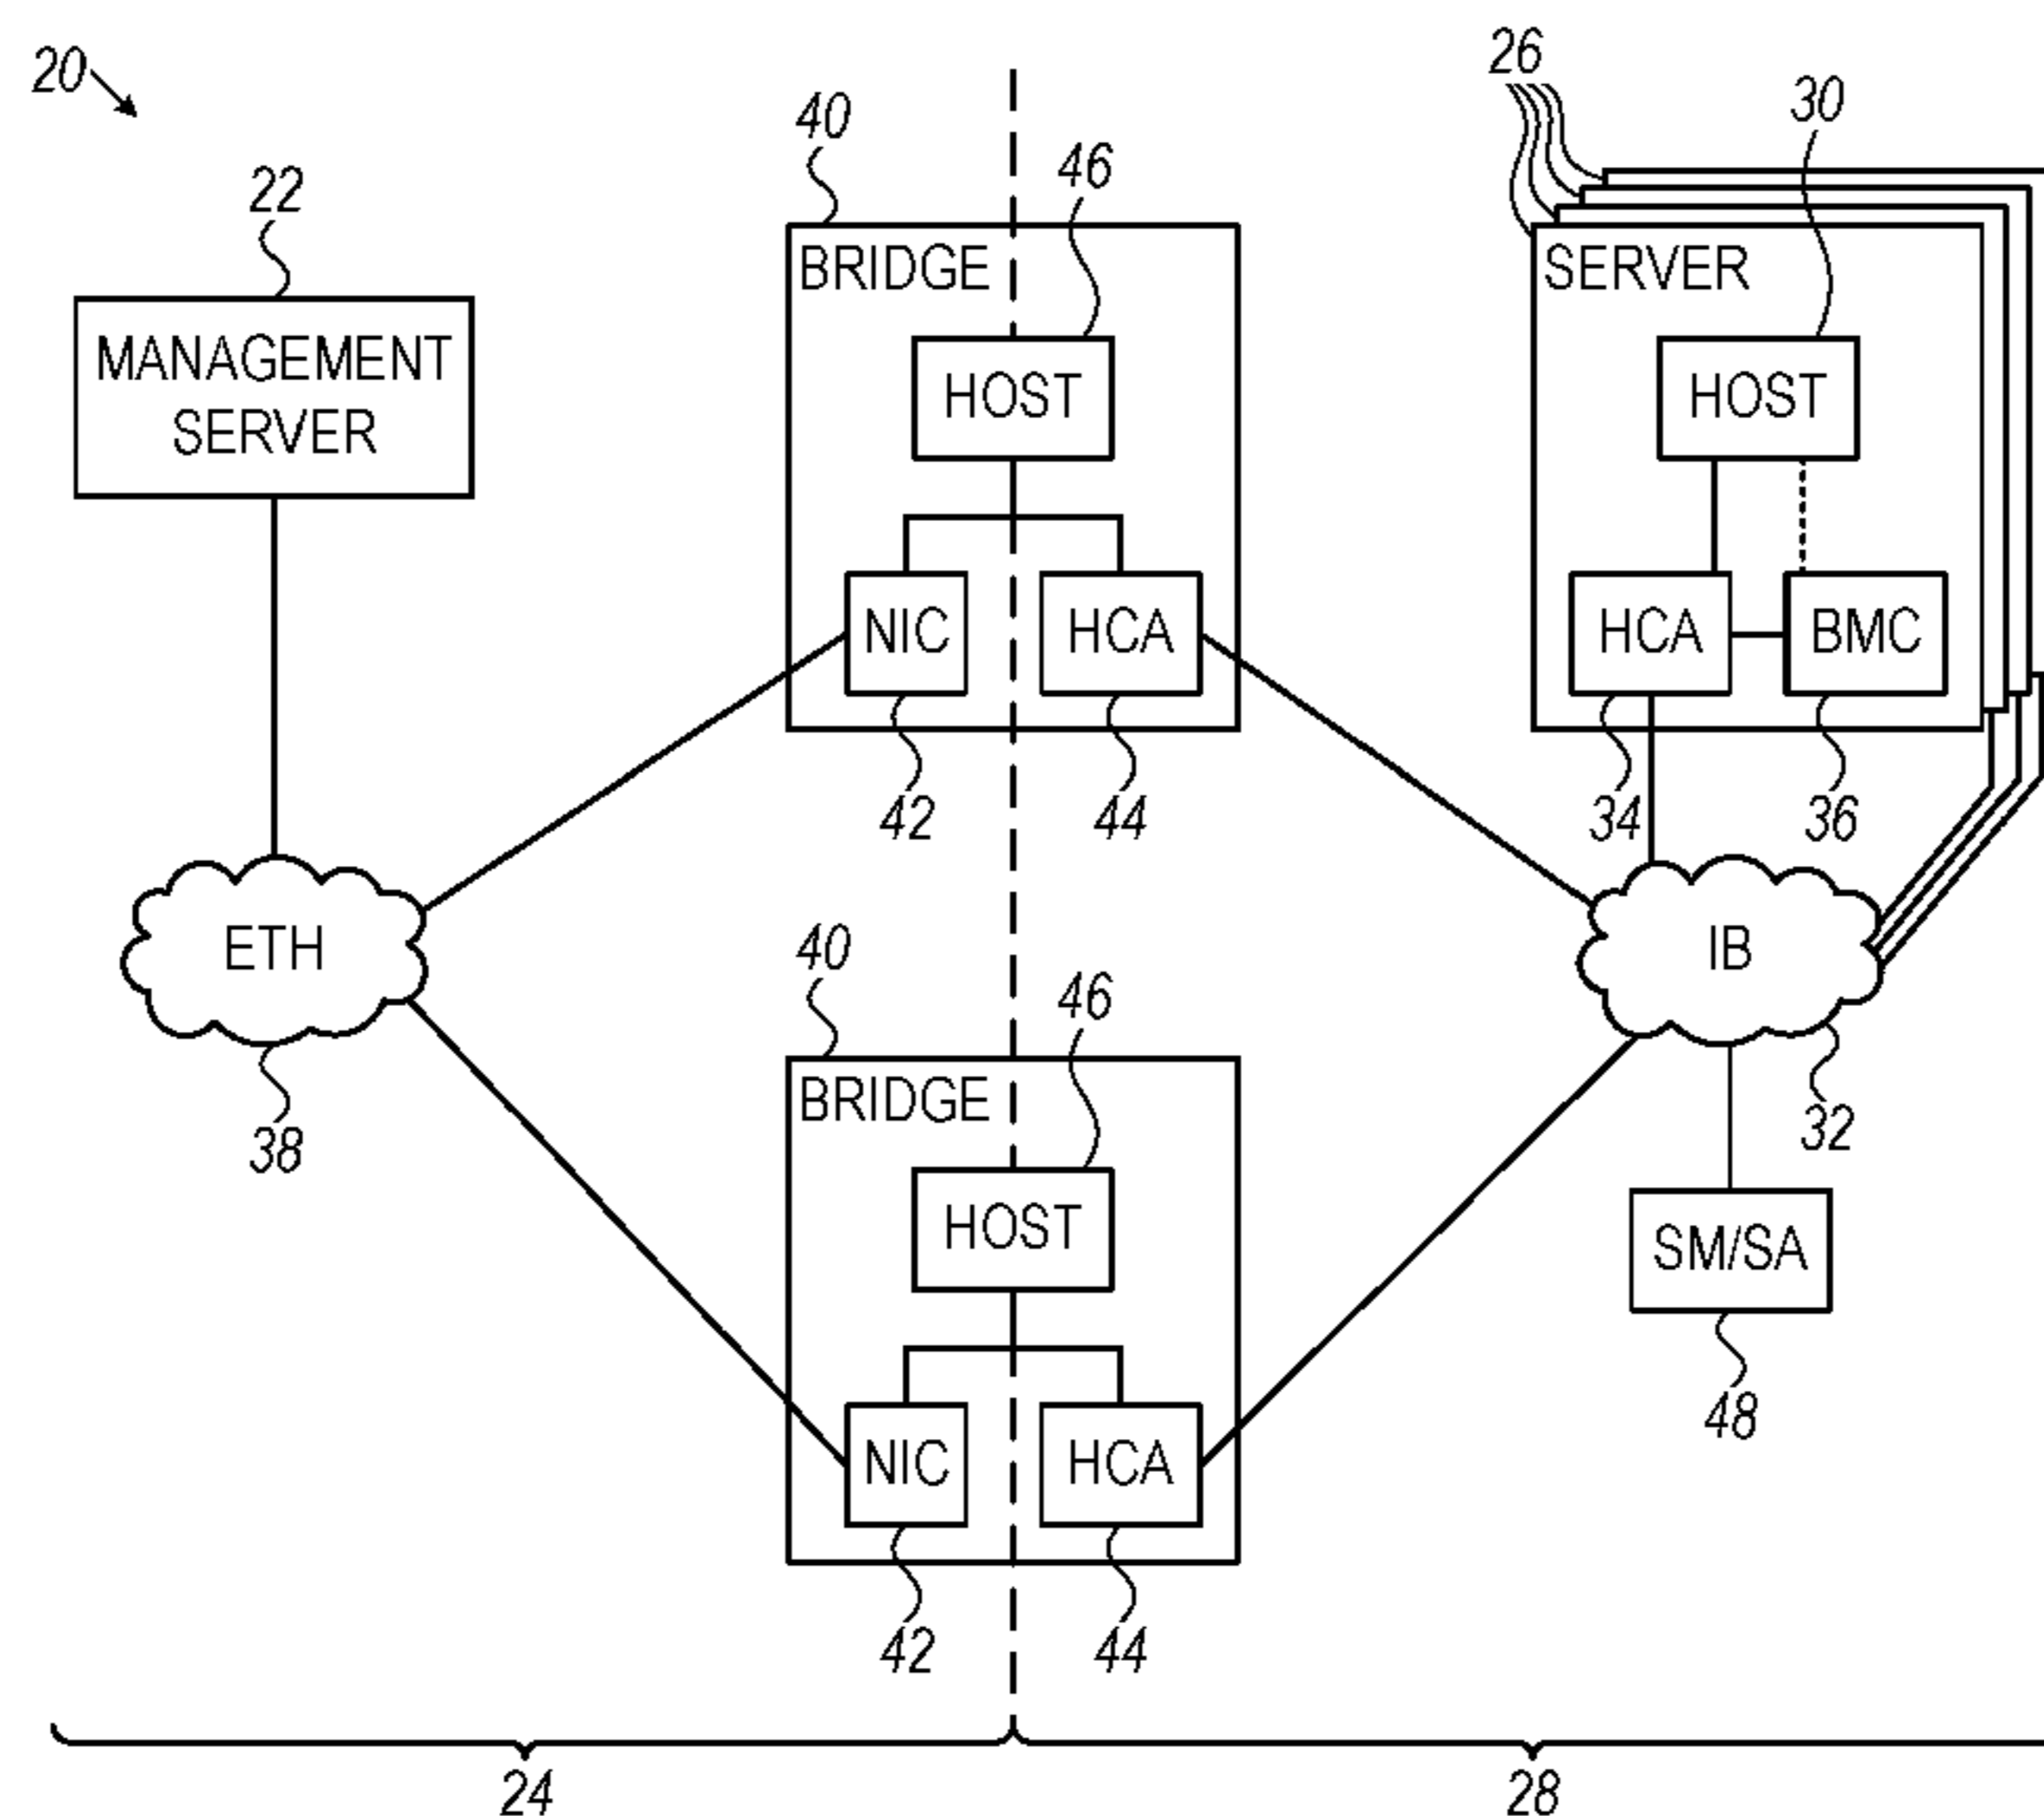 20
26
30
40
46
22
BRIDGE
SERVER
MANAGEMENT
SERVER
HOST
HOST
NIC
HCA
HCA
BMC
42
44
34
36
ETH
IB
40
46
38
BRIDGE
32
HOST
SM/SA
48
NIC
HCA
42
44
24
28